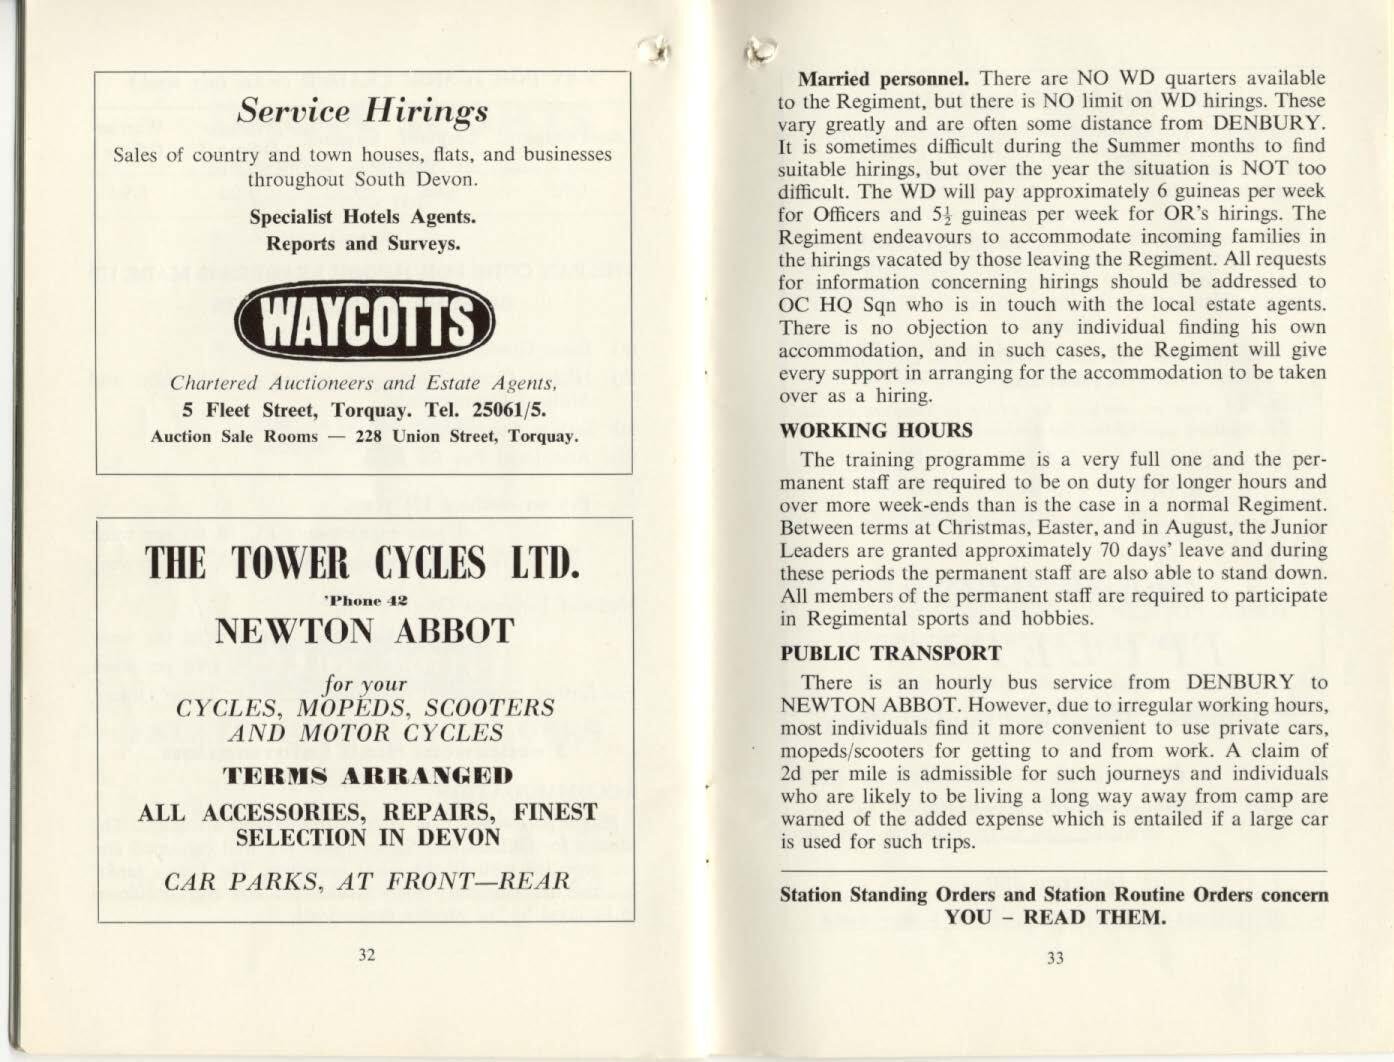 Service Hirings
Sales of country and town houses, flats, and businesses
throughout South Devon.
Specialist Hotels Agents.
Reports and Surveys.
WAYCOTTS
Chartered Auctioneers and Estate Agents,
5 Fleet Street, Torquay. Tel. 25061/5.
Auction Sale Rooms — 228 Union Street, Torquay.
THE TOWER CYCLES LTD.
'Phone 42
NEWTON ABBOT
for your
CYCLES, MOPEDS, SCOOTERS
AND MOTOR CYCLES
TERMS ARRANGED
ALL ACCESSORIES, REPAIRS, FINEST
SELECTION IN DEVON
CAR PARKS, AT FRONT—REAR
32
Married personnel. There are NO WD quarters available
to the Regiment, but there is NO limit on WD hirings. These
vary greatly and are often some distance from DENBURY.
It is sometimes difficult during the Summer months to find
suitable hirings, but over the year the situation is NOT too
difficult. The WD will pay approximately 6 guineas per week
for Officers and 5½ guineas per week for OR's hirings. The
Regiment endeavours to accommodate incoming families in
the hirings vacated by those leaving the Regiment. All requests
for information concerning hirings should be addressed to
OC HQ Sqn who is in touch with the local estate agents.
There is no objection to any individual finding his own
accommodation, and in such cases, the Regiment will give
every support in arranging for the accommodation to be taken
over as a hiring.
WORKING HOURS
The training programme is a very full one and the per-
manent staff are required to be on duty for longer hours and
over more week-ends than is the case in a normal Regiment.
Between terms at Christmas, Easter, and in August, the Junior
Leaders are granted approximately 70 days' leave and during
these periods the permanent staff are also able to stand down.
All members of the permanent staff are required to participate
in Regimental sports and hobbies.
PUBLIC TRANSPORT
There is an hourly bus service from DENBURY to
NEWTON ABBOT. However, due to irregular working hours,
most individuals find it more convenient to use private cars,
mopeds/scooters for getting to and from work. A claim of
2d per mile is admissible for such journeys and individuals
who are likely to be living a long way away from camp are
warned of the added expense which is entailed if a large car
is used for such trips.
Station Standing Orders and Station Routine Orders concern
YOU – READ THEM.
33